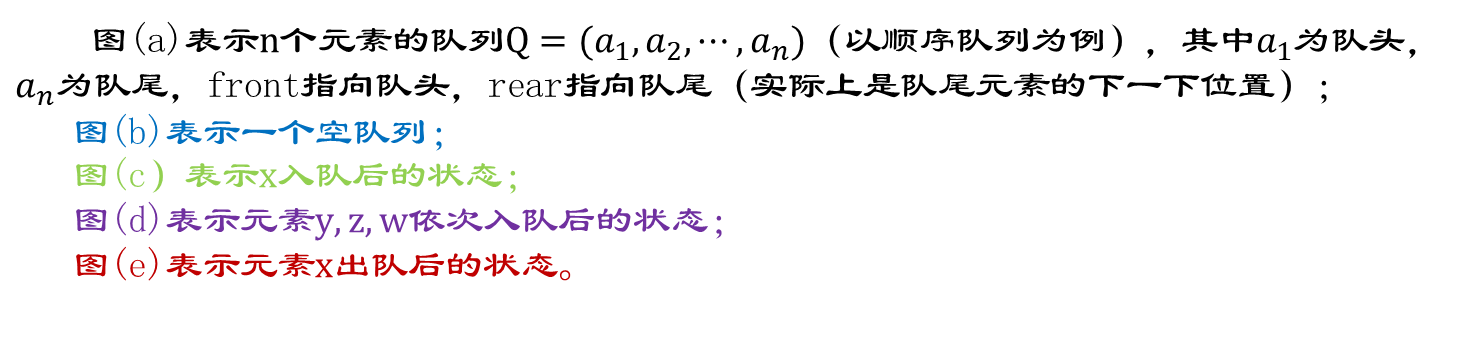 图(a)表示n个元素的队列Q = (a₁,a₂,⋯,aₙ)（以顺序队列为例），其中a₁为队头，
aₙ为队尾，front指向队头，rear指向队尾（实际上是队尾元素的下一下位置）;
图(b)表示一个空队列;
图(c）表示x入队后的状态;
图(d)表示元素y,z,w依次入队后的状态;
图(e)表示元素x出队后的状态。